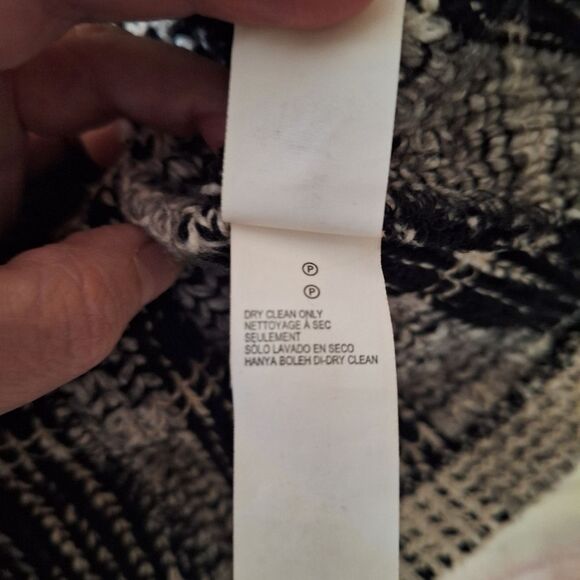 P
P
DRY CLEAN ONLY
NETTOYAGE À SEC
SEULEMENT
SÓLO LAVADO EN SECO
HANYA BOLEH DI-DRY CLEAN